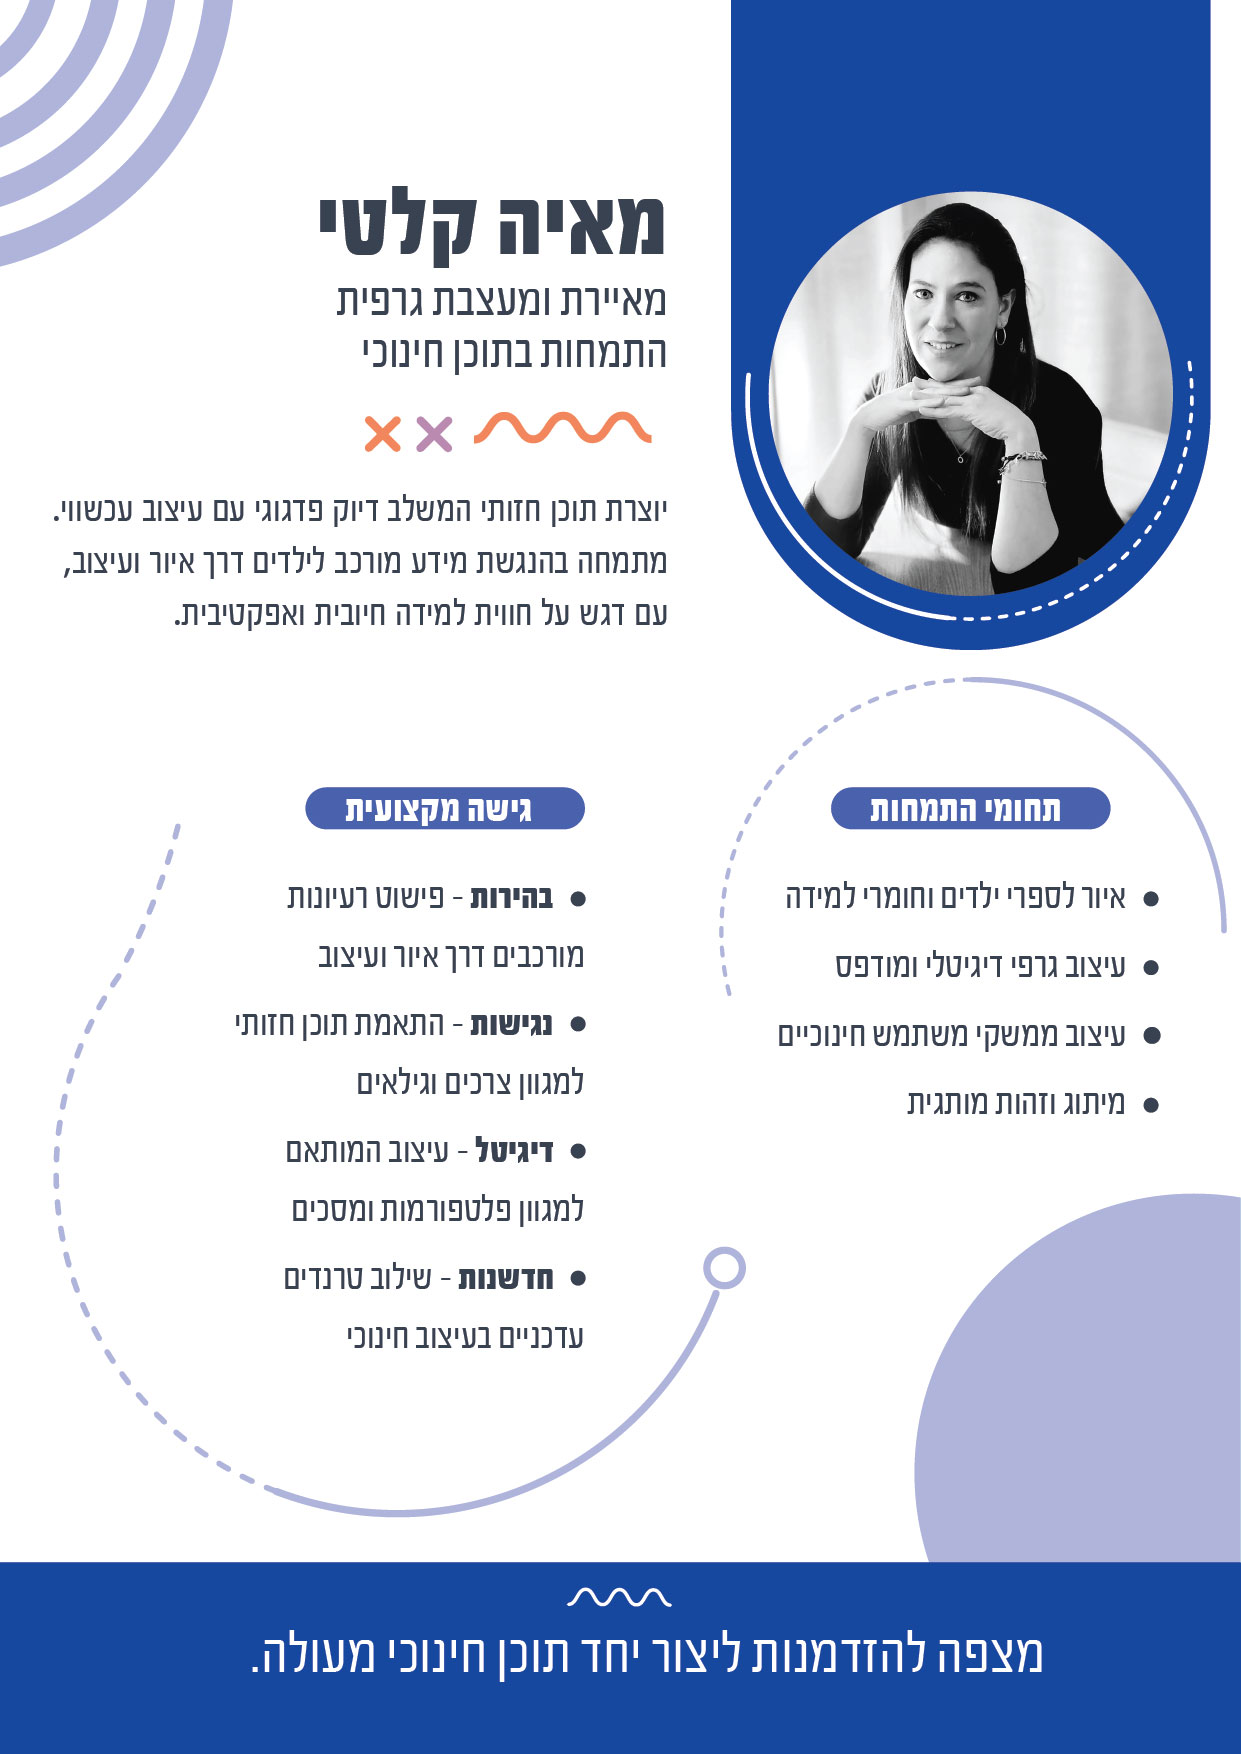 מאיה קלטי
מאיירת ומעצבת גרפית
התמחות בתוכן חינוכי
יוצרת תוכן חזותי המשלב דיוק פדגוגי עם עיצוב עכשווי.
מתמחה בהנגשת מידע מורכב לילדים דרך איור ועיצוב,
עם דגש על חווית למידה חיובית ואפקטיבית.
תחומי התמחות
• איור לספרי ילדים וחומרי למידה
• עיצוב גרפי דיגיטלי ומודפס
• עיצוב ממשקי משתמש חינוכיים
• מיתוג וזהות מותגית
גישה מקצועית
• בהירות - פישוט רעיונות
מורכבים דרך איור ועיצוב
• נגישות - התאמת תוכן חזותי
למגוון צרכים וגילאים
• דיגיטל - עיצוב המותאם
למגוון פלטפורמות ומסכים
• חדשנות - שילוב טרנדים
עדכניים בעיצוב חינוכי
מצפה להזדמנות ליצור יחד תוכן חינוכי מעולה.